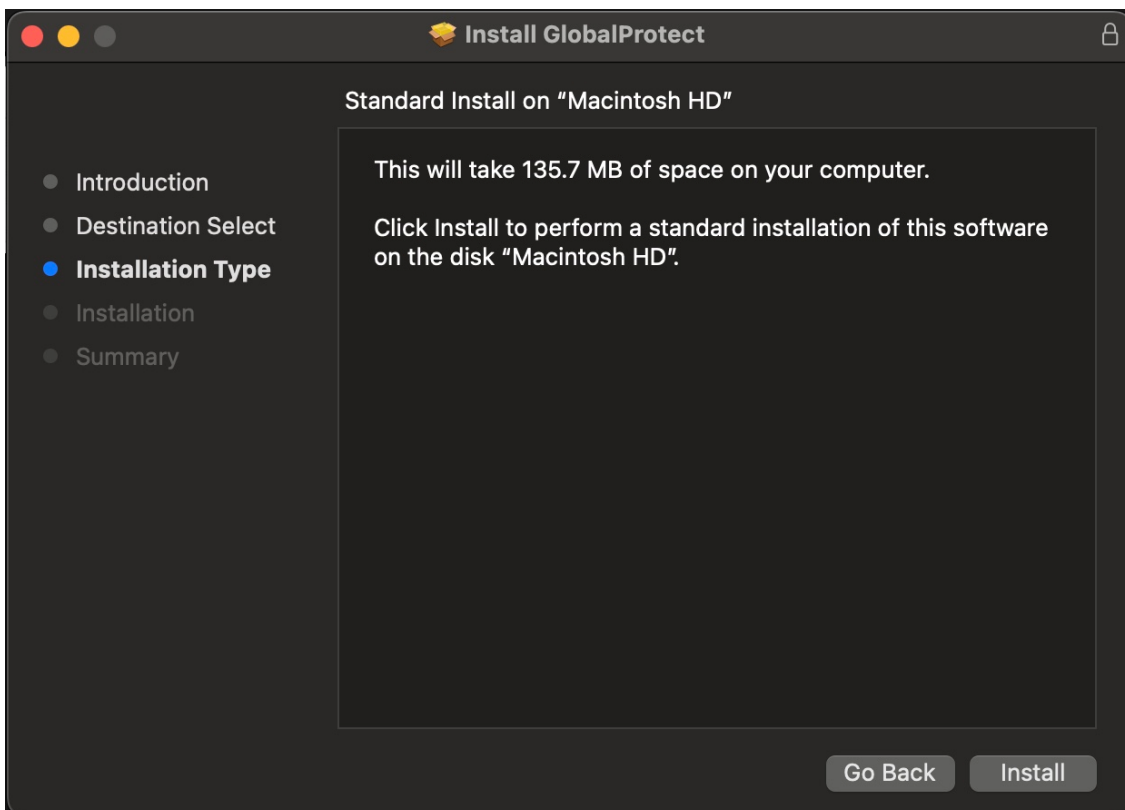 Install GlobalProtect
Standard Install on “Macintosh HD”
Introduction
Destination Select
Installation Type
Installation
Summary
This will take 135.7 MB of space on your computer.
Click Install to perform a standard installation of this software
on the disk “Macintosh HD”.
Go Back
Install